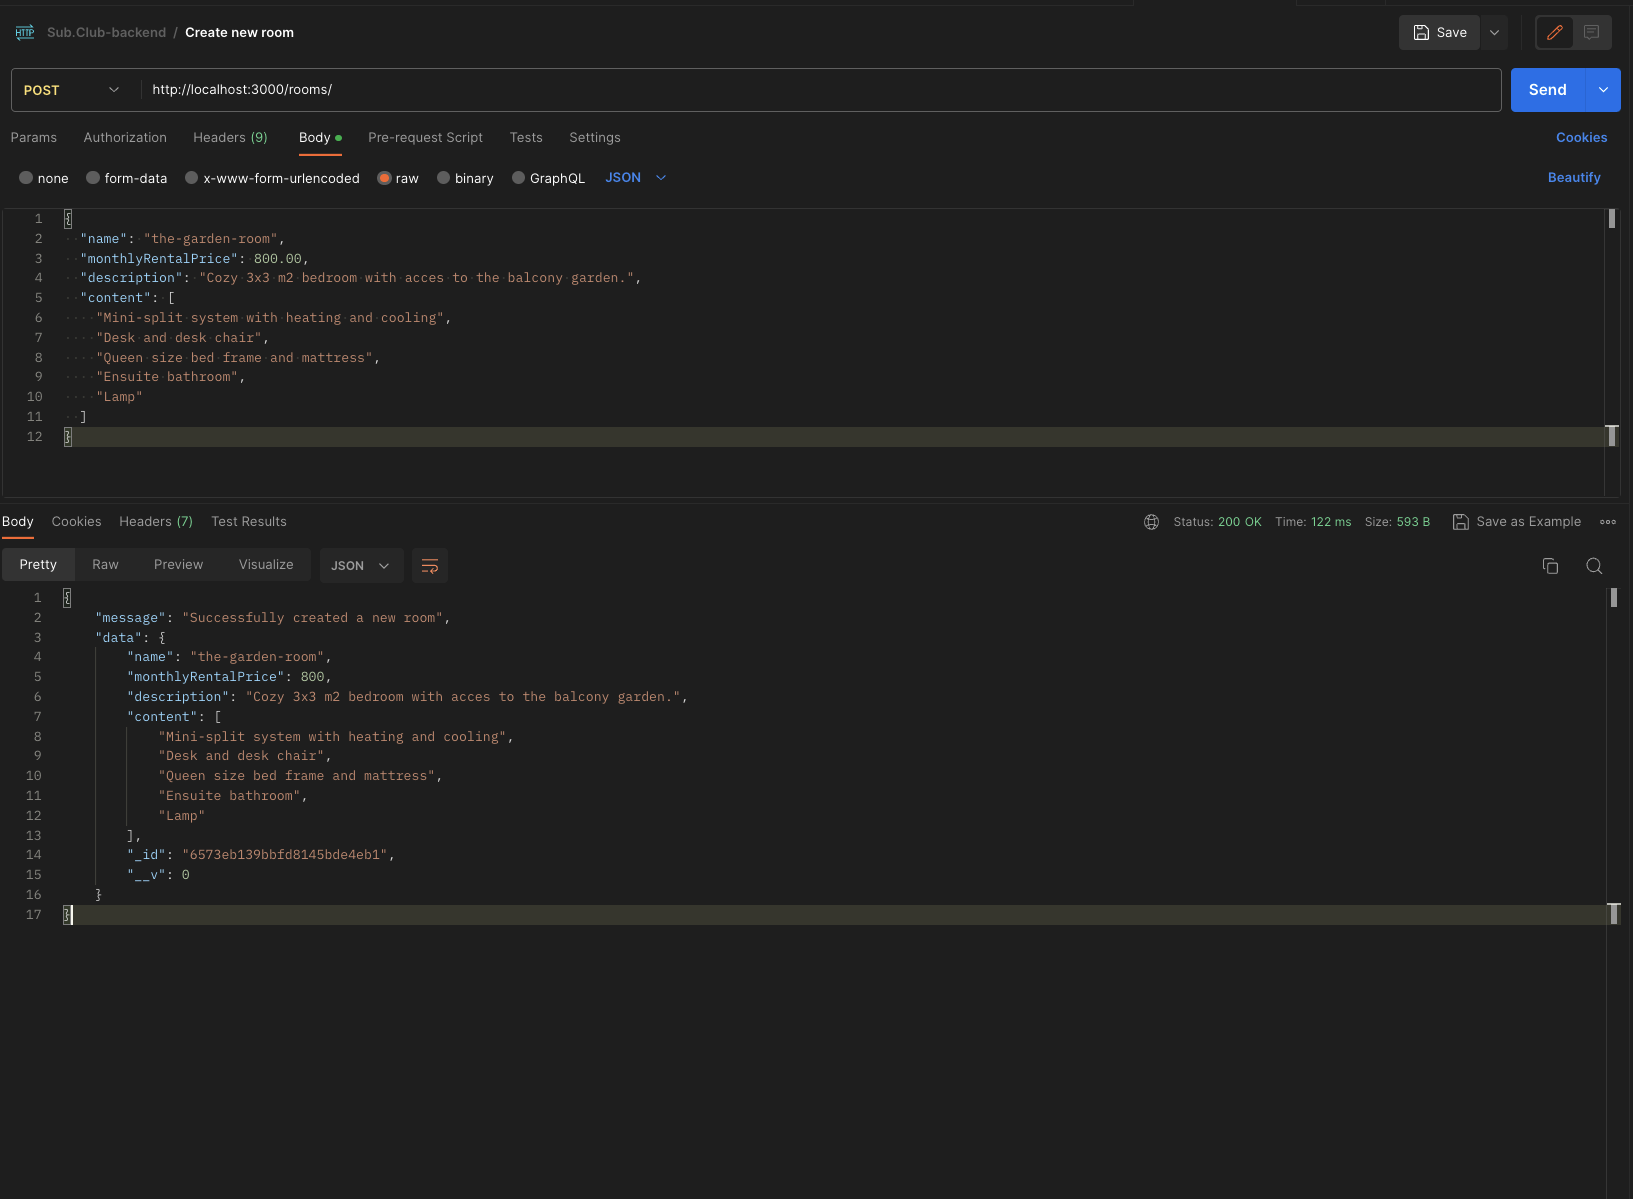 HTTP Sub.Club-backend / Create new room Save
POST http://localhost:3000/rooms/ Send
Params Authorization Headers (9) Body Pre-request Script Tests Settings Cookies
none form-data x-www-form-urlencoded raw binary GraphQL JSON Beautify
1 {
2 "name": "the-garden-room",
3 "monthlyRentalPrice": 800.00,
4 "description": "Cozy 3x3 m2 bedroom with acces to the balcony garden.",
5 "content": [
6 "Mini-split system with heating and cooling",
7 "Desk and desk chair",
8 "Queen size bed frame and mattress",
9 "Ensuite bathroom",
10 "Lamp"
11 ]
12 }
Body Cookies Headers (7) Test Results Status: 200 OK Time: 122 ms Size: 593 B Save as Example
Pretty Raw Preview Visualize JSON
1 {
2 "message": "Successfully created a new room",
3 "data": {
4 "name": "the-garden-room",
5 "monthlyRentalPrice": 800,
6 "description": "Cozy 3x3 m2 bedroom with acces to the balcony garden.",
7 "content": [
8 "Mini-split system with heating and cooling",
9 "Desk and desk chair",
10 "Queen size bed frame and mattress",
11 "Ensuite bathroom",
12 "Lamp"
13 ],
14 "_id": "6573eb139bbfd8145bde4eb1",
15 "__v": 0
16 }
17 }